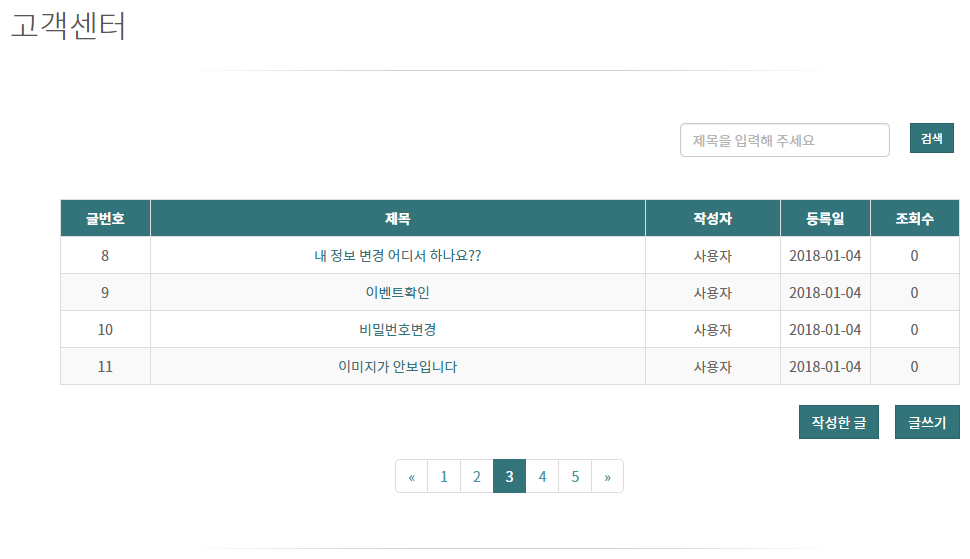 고객센터
제목을 입력해 주세요 검색
글번호 제목 작성자 등록일 조회수
8 내 정보 변경 어디서 하나요?? 사용자 2018-01-04 0
9 이벤트확인 사용자 2018-01-04 0
10 비밀번호변경 사용자 2018-01-04 0
11 이미지가 안보입니다 사용자 2018-01-04 0
작성한 글 글쓰기
« 1 2 3 4 5 »